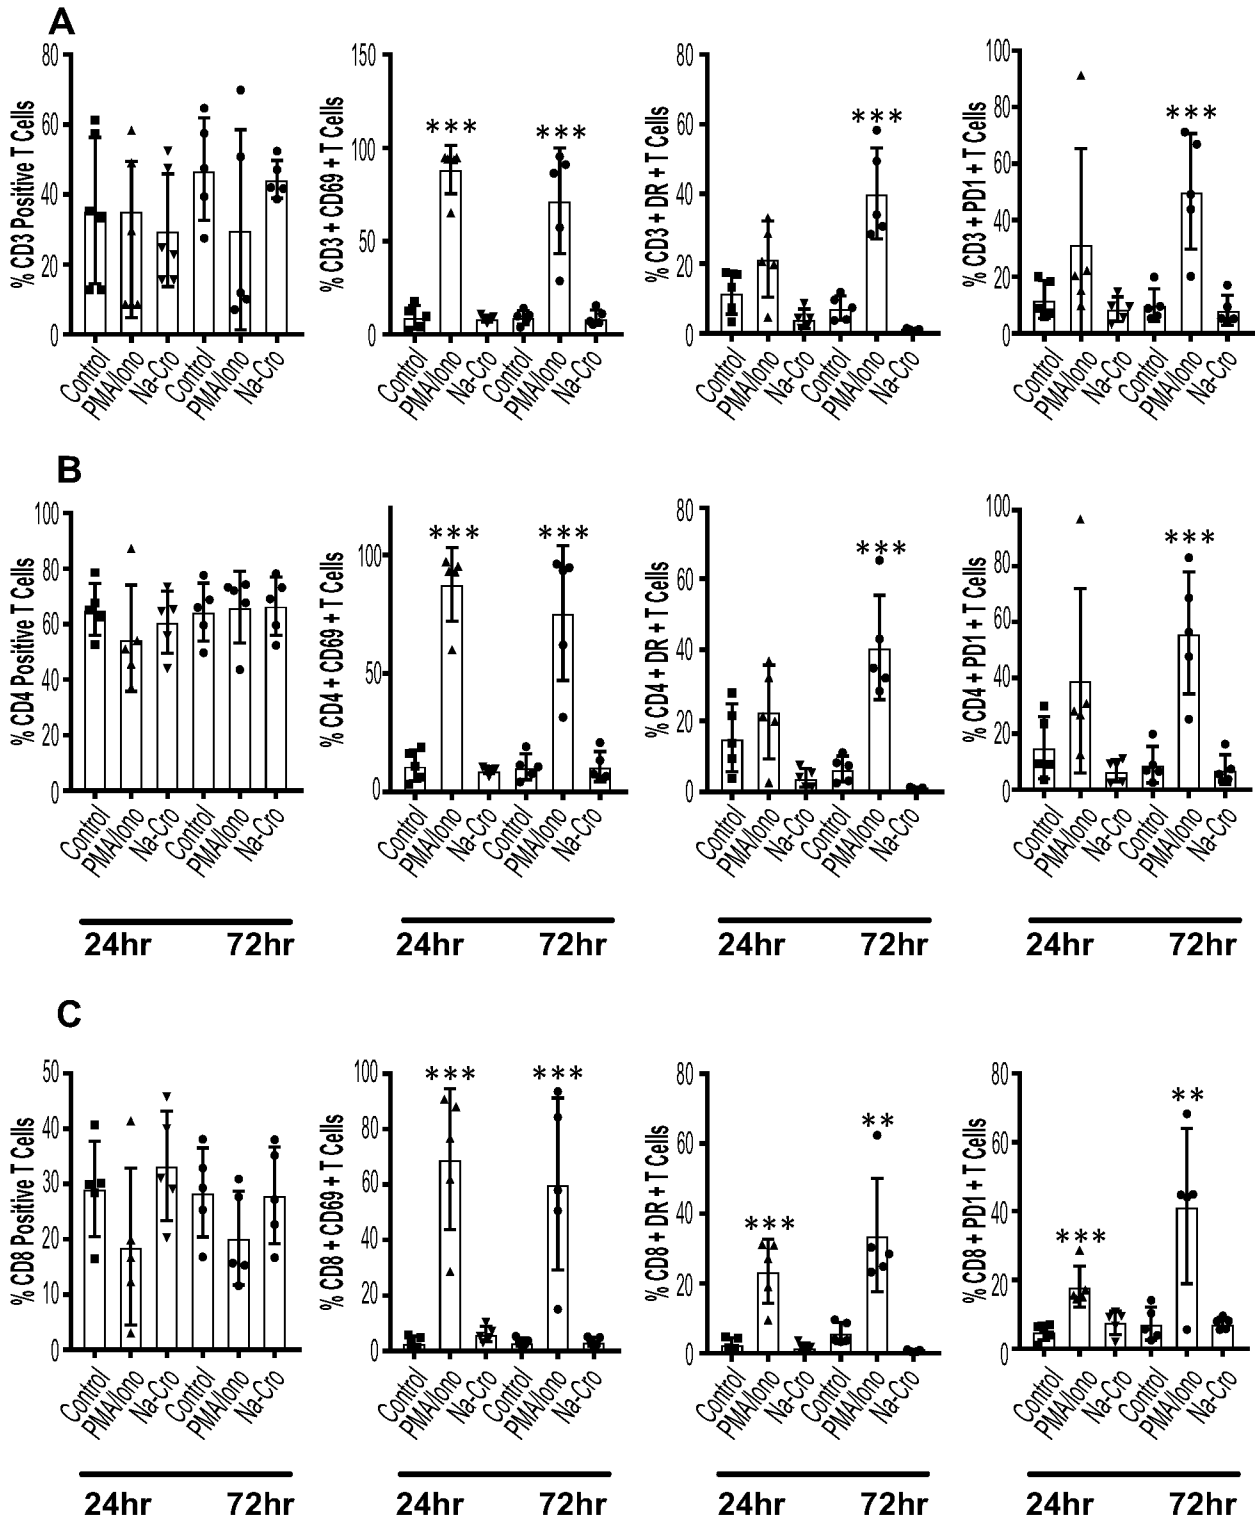 A
% CD3 Positive T Cells
80
60
40
20
0
Control
PMA/Iono
Na-Cro
Control
PMA/Iono
Na-Cro
% CD3 + CD69 + T Cells
150
100
50
0
***
***
Control
PMA/Iono
Na-Cro
Control
PMA/Iono
Na-Cro
% CD3 + DR + T Cells
80
60
40
20
0
***
Control
PMA/Iono
Na-Cro
Control
PMA/Iono
Na-Cro
% CD3 + PD1 + T Cells
100
80
60
40
20
0
***
Control
PMA/Iono
Na-Cro
Control
PMA/Iono
Na-Cro
B
% CD4 Positive T Cells
100
80
60
40
20
0
Control
PMA/Iono
Na-Cro
Control
PMA/Iono
Na-Cro
24hr 72hr
% CD4 + CD69 + T Cells
100
50
0
***
***
Control
PMA/Iono
Na-Cro
Control
PMA/Iono
Na-Cro
24hr 72hr
% CD4 + DR + T Cells
80
60
40
20
0
***
Control
PMA/Iono
Na-Cro
Control
PMA/Iono
Na-Cro
24hr 72hr
% CD4 + PD1 + T Cells
100
80
60
40
20
0
***
Control
PMA/Iono
Na-Cro
Control
PMA/Iono
Na-Cro
24hr 72hr
C
% CD8 Positive T Cells
50
40
30
20
10
0
Control
PMA/Iono
Na-Cro
Control
PMA/Iono
Na-Cro
24hr 72hr
% CD8 + CD69 + T Cells
100
80
60
40
20
0
***
***
Control
PMA/Iono
Na-Cro
Control
PMA/Iono
Na-Cro
24hr 72hr
% CD8 + DR + T Cells
80
60
40
20
0
***
**
Control
PMA/Iono
Na-Cro
Control
PMA/Iono
Na-Cro
24hr 72hr
% CD8 + PD1 + T Cells
80
60
40
20
0
***
**
Control
PMA/Iono
Na-Cro
Control
PMA/Iono
Na-Cro
24hr 72hr